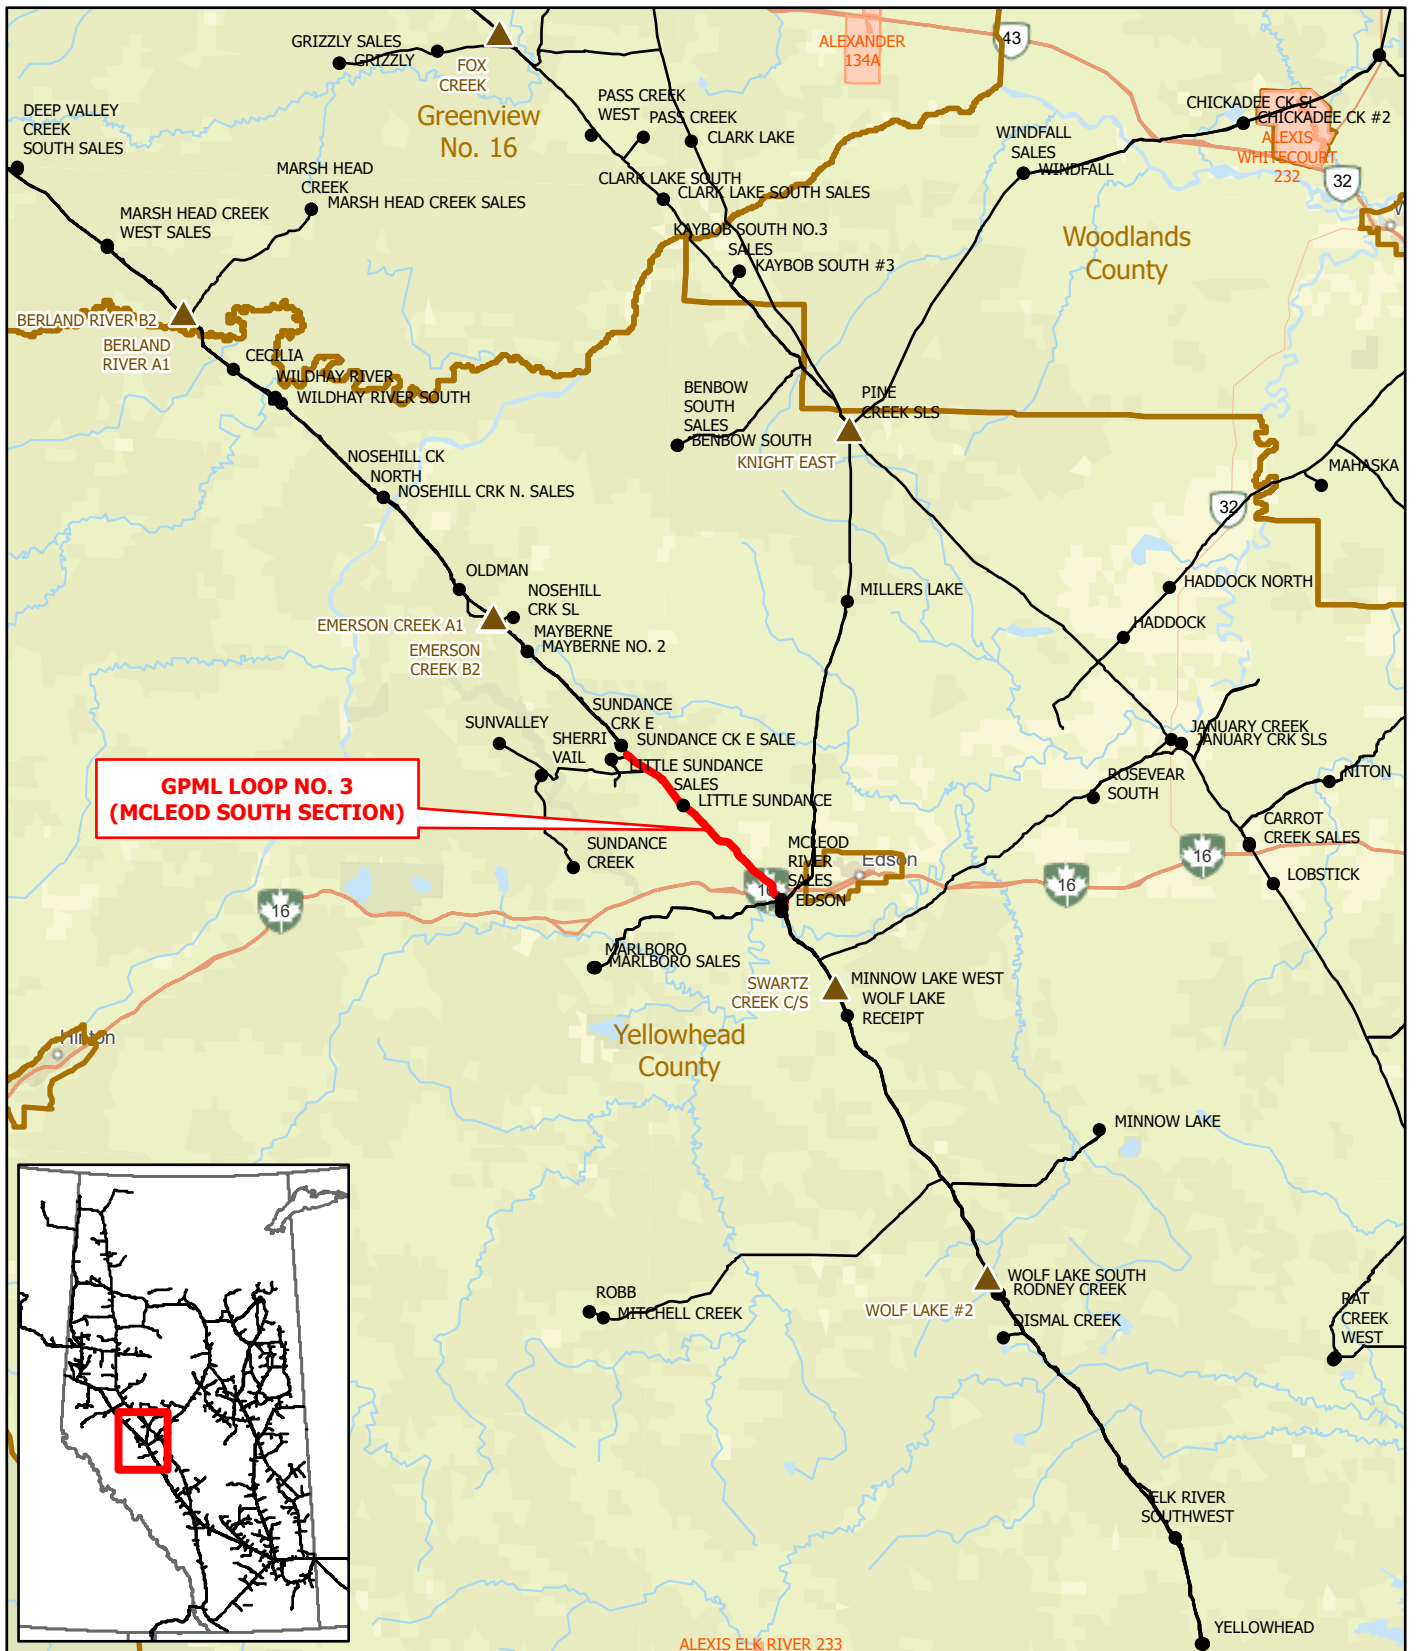 GRIZZLY SALES
GRIZZLY
FOX
CREEK
ALEXANDER
134A
43
DEEP VALLEY
CREEK
SOUTH SALES
Greenview
No. 16
PASS CREEK
WEST
PASS CREEK
CLARK LAKE
CHICKADEE CK SL
CHICKADEE CK #2
ALEXIS
WHITECOURT
232
WINDFALL
SALES
WINDFALL
32
MARSH HEAD
CREEK
MARSH HEAD CREEK SALES
CLARK LAKE SOUTH
CLARK LAKE SOUTH SALES
MARSH HEAD CREEK
WEST SALES
KAYBOB SOUTH NO.3
SALES
KAYBOB SOUTH #3
Woodlands
County
BERLAND RIVER B2
BERLAND
RIVER A1
CECILIA
WILDHAY RIVER
WILDHAY RIVER SOUTH
BENBOW
SOUTH
SALES
BENBOW SOUTH
PINE
CREEK SLS
KNIGHT EAST
NOSEHILL CK
NORTH
NOSEHILL CRK N. SALES
MAHASKA
32
OLDMAN
NOSEHILL
CRK SL
MILLERS LAKE
HADDOCK NORTH
EMERSON CREEK A1
EMERSON
CREEK B2
MAYBERNE
MAYBERNE NO. 2
HADDOCK
SUNDANCE
CRK E
SUNDANCE CK E SALE
SUNVALLEY
SHERRI
VAIL
JANUARY CREEK
JANUARY CRK SLS
LITTLE SUNDANCE
SALES
LITTLE SUNDANCE
ROSEVEAR
SOUTH
NITON
GPML LOOP NO. 3
(MCLEOD SOUTH SECTION)
CARROT
CREEK SALES
SUNDANCE
CREEK
MCLEOD
RIVER
SALES
EDSON
Edson
16
16
16
16
LOBSTICK
MARLBORO
MARLBORO SALES
SWARTZ
CREEK C/S
MINNOW LAKE WEST
WOLF LAKE
RECEIPT
Yellowhead
County
Hinton
MINNOW LAKE
WOLF LAKE SOUTH
RODNEY CREEK
WOLF LAKE #2
DISMAL CREEK
ROBB
MITCHELL CREEK
RAT
CREEK
WEST
ELK RIVER
SOUTHWEST
YELLOWHEAD
ALEXIS ELK RIVER 233